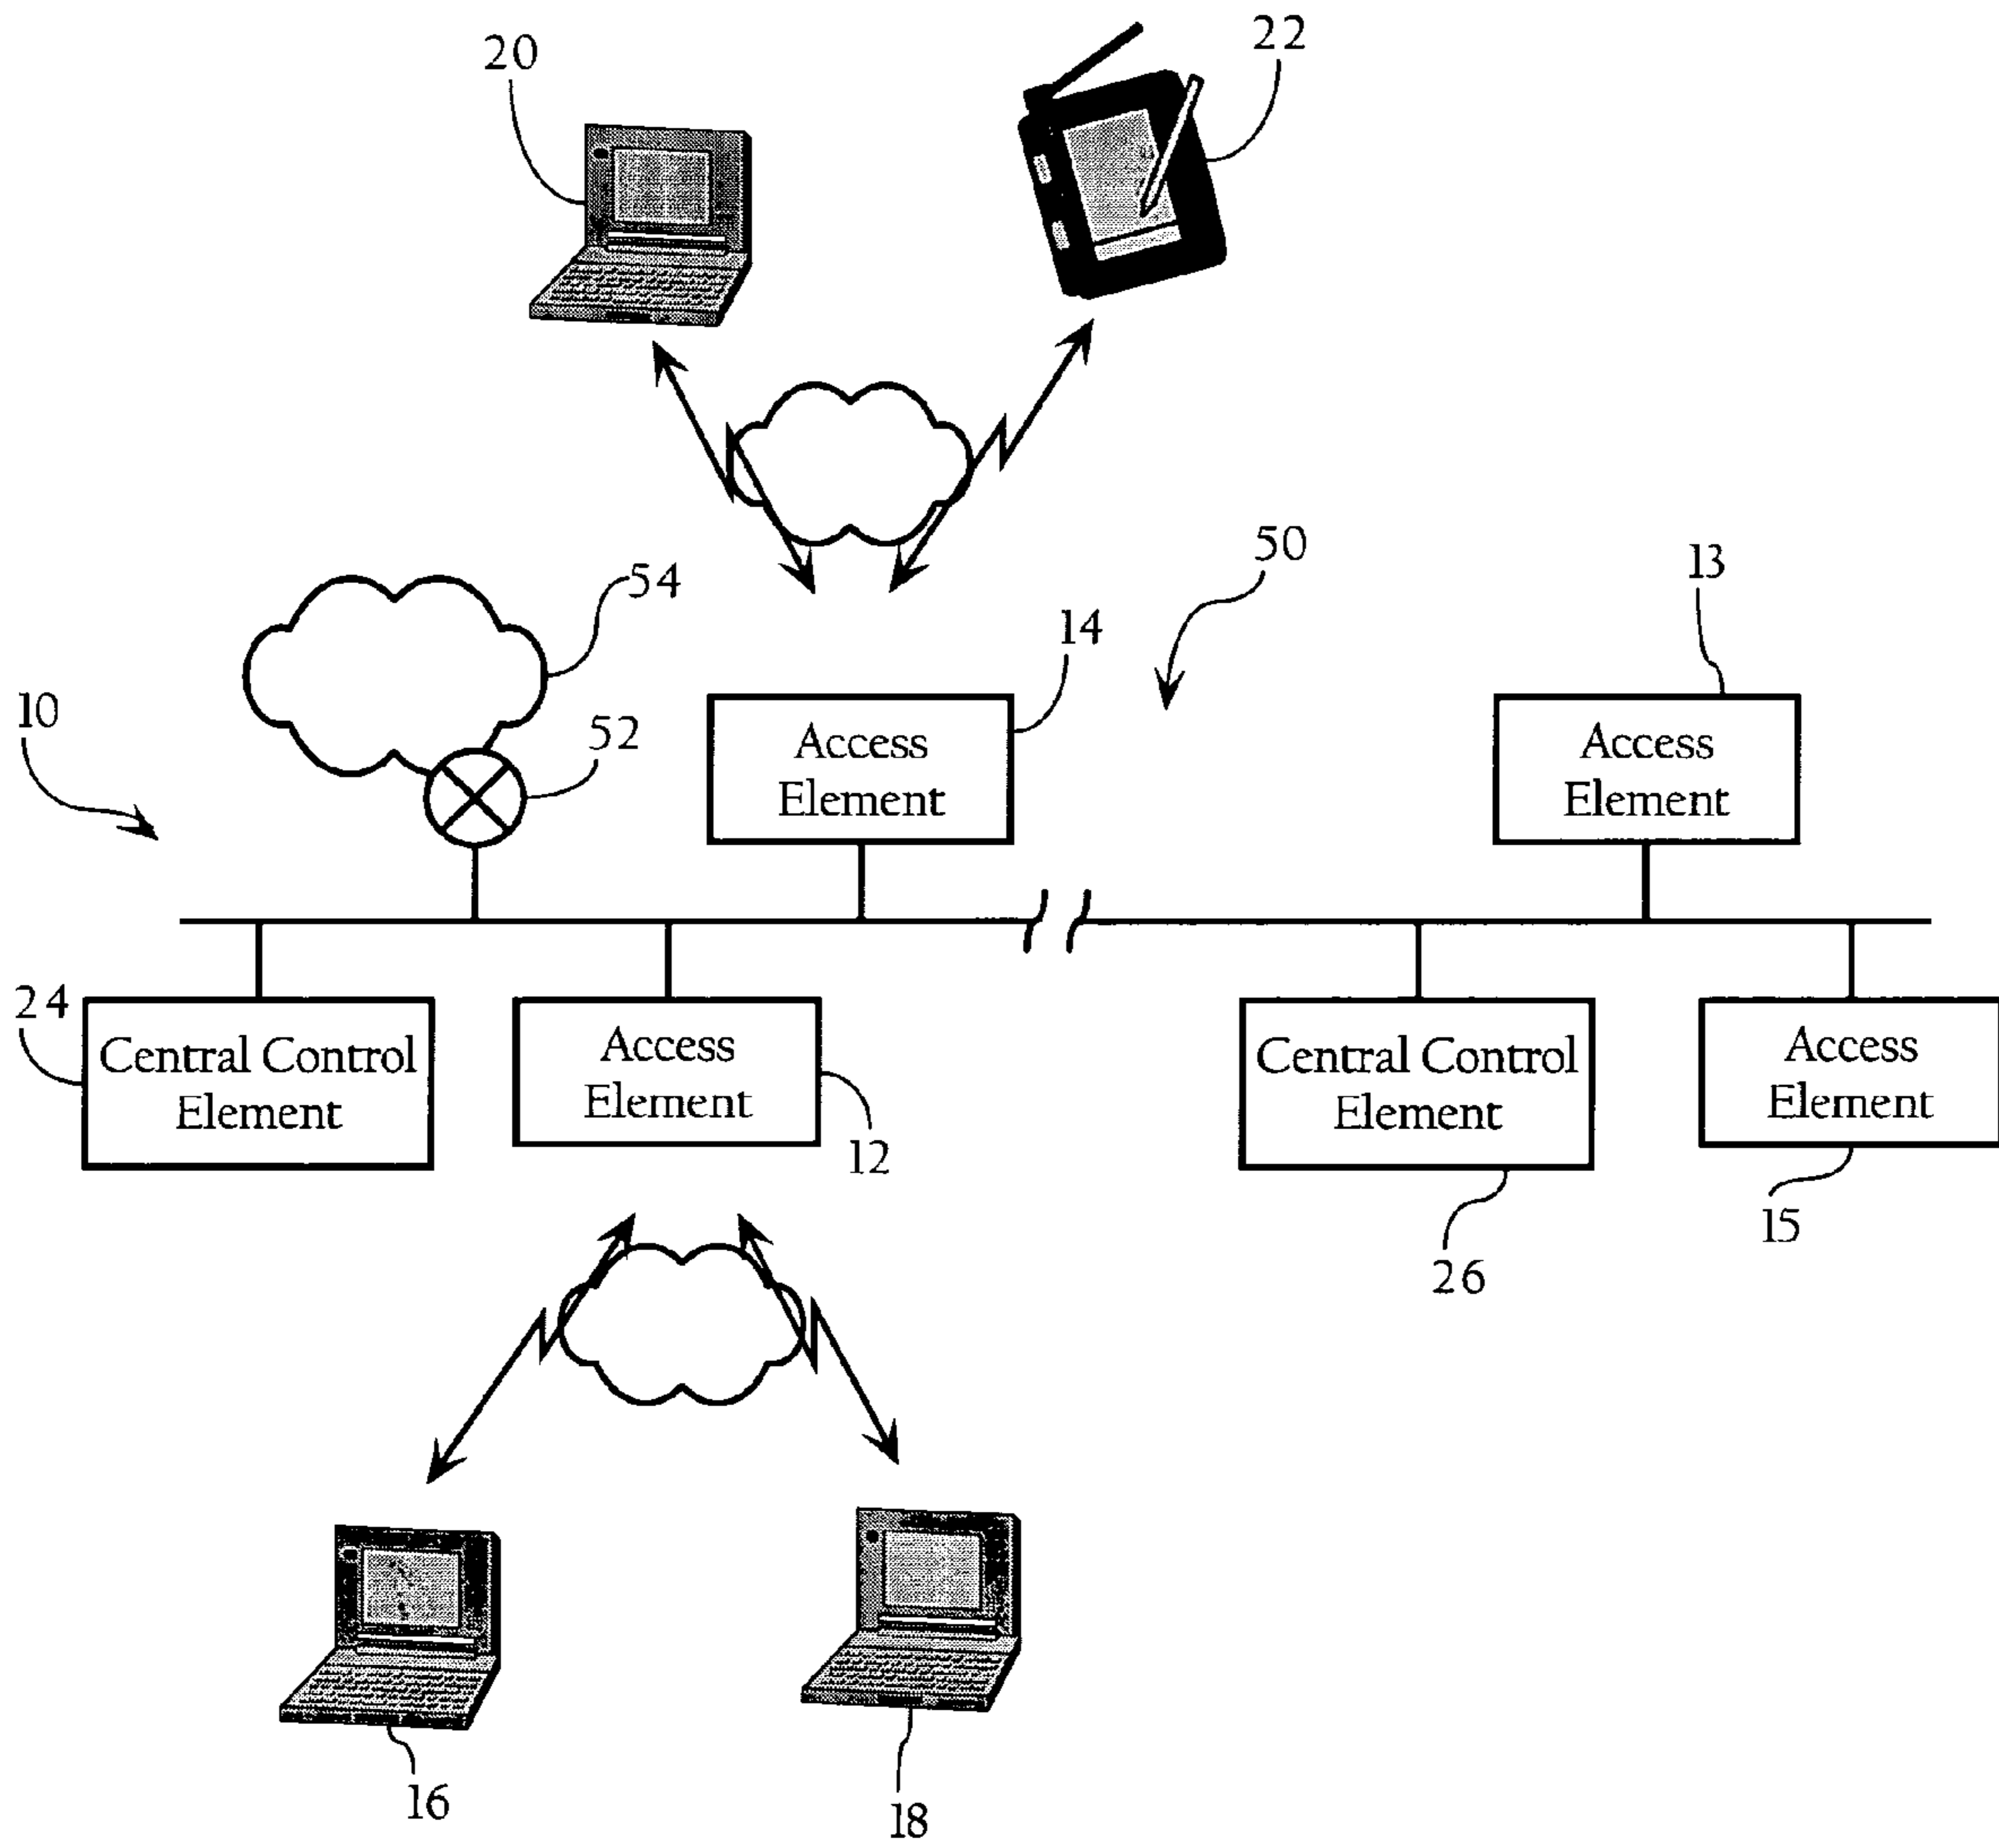 20
22
54
50
13
14
10
52
Access
Element
Access
Element
24
Central Control
Element
Access
Element
12
Central Control
Element
Access
Element
26
15
16
18